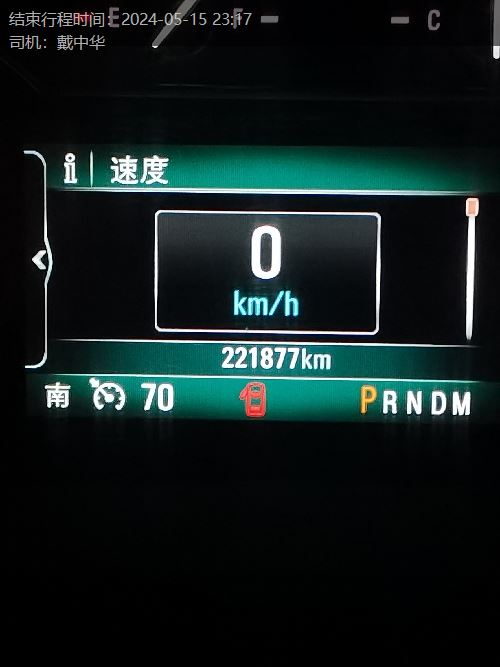 结束行程时间：2024-05-15 23:17
司机：戴中华
E F C
速度
0
km/h
221877km
南 70 PRNDM